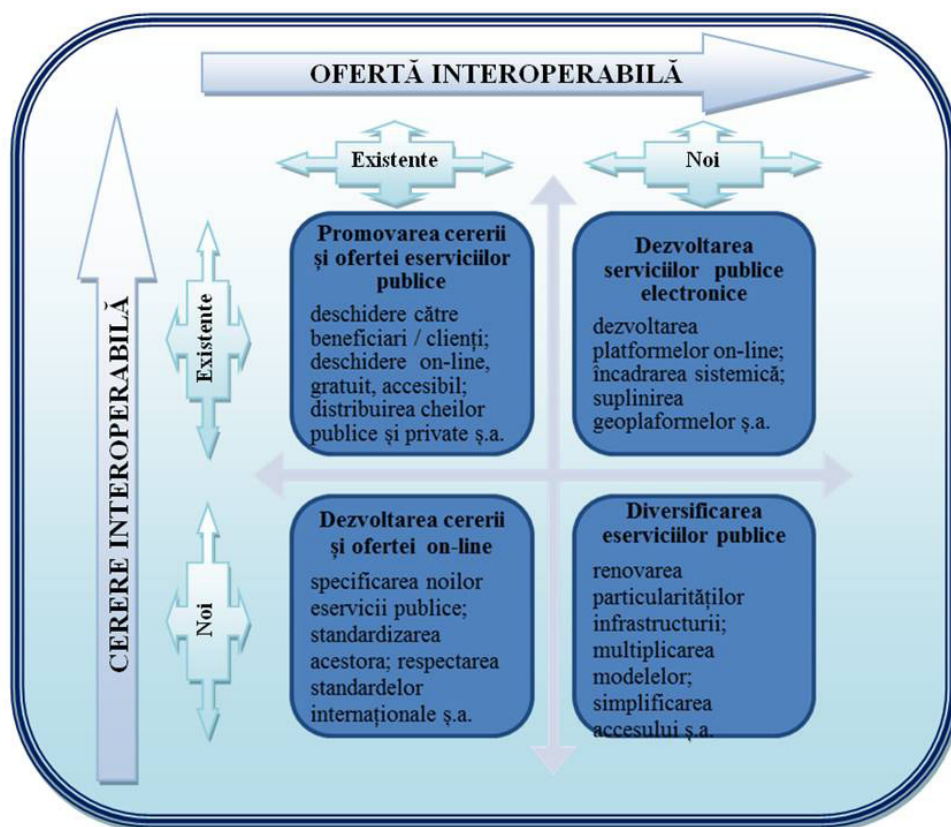 OFERTĂ INTEROPERABILĂ
Existente
Noi
CERERE INTEROPERABILĂ
Existente
Promovarea cererii
și ofertei eserviciilor
publice
deschidere către
beneficiari / clienți;
deschidere on-line,
gratuit, accesibil;
distribuirea cheilor
publice și private ș.a.
Dezvoltarea
serviciilor publice
electronice
dezvoltarea
platformelor on-line;
încadrarea sistemică;
suplinirea
geoplaformelor ș.a.
Noi
Dezvoltarea cererii
și ofertei on-line
specificarea noilor
eservicii publice;
standardizarea
acestora; respectarea
standardelor
internaționale ș.a.
Diversificarea
eserviciilor publice
renovarea
particularităților
infrastructurii;
multiplicarea
modelelor;
simplificarea
accesului ș.a.